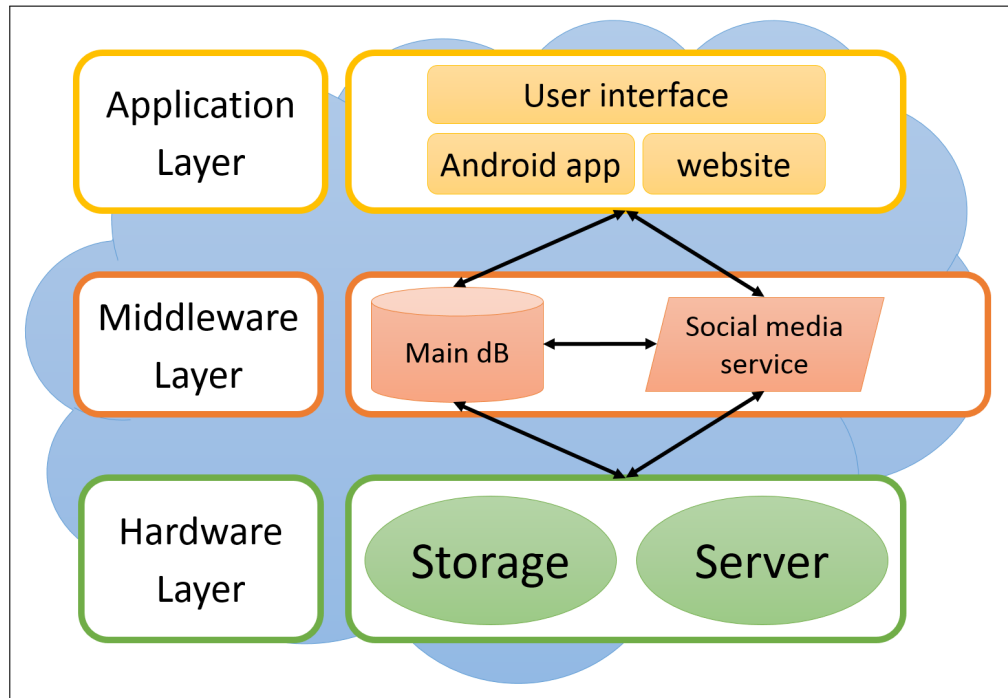 Application
Layer
User interface
Android app
website
Middleware
Layer
Main dB
Social media
service
Hardware
Layer
Storage
Server